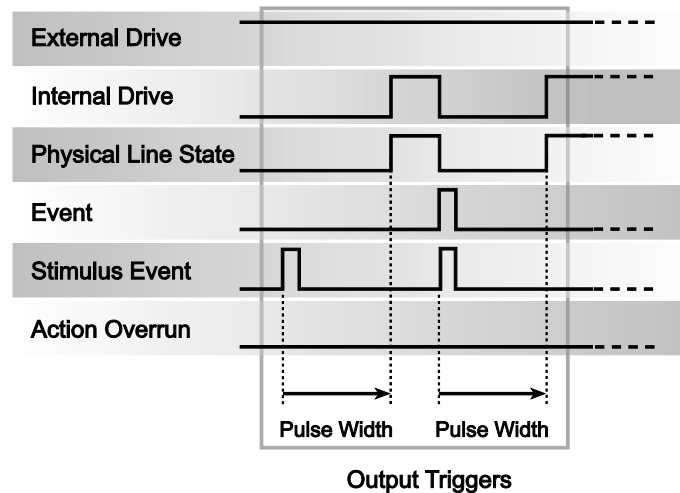 External Drive
Internal Drive
Physical Line State
Event
Stimulus Event
Action Overrun
Pulse Width Pulse Width
Output Triggers